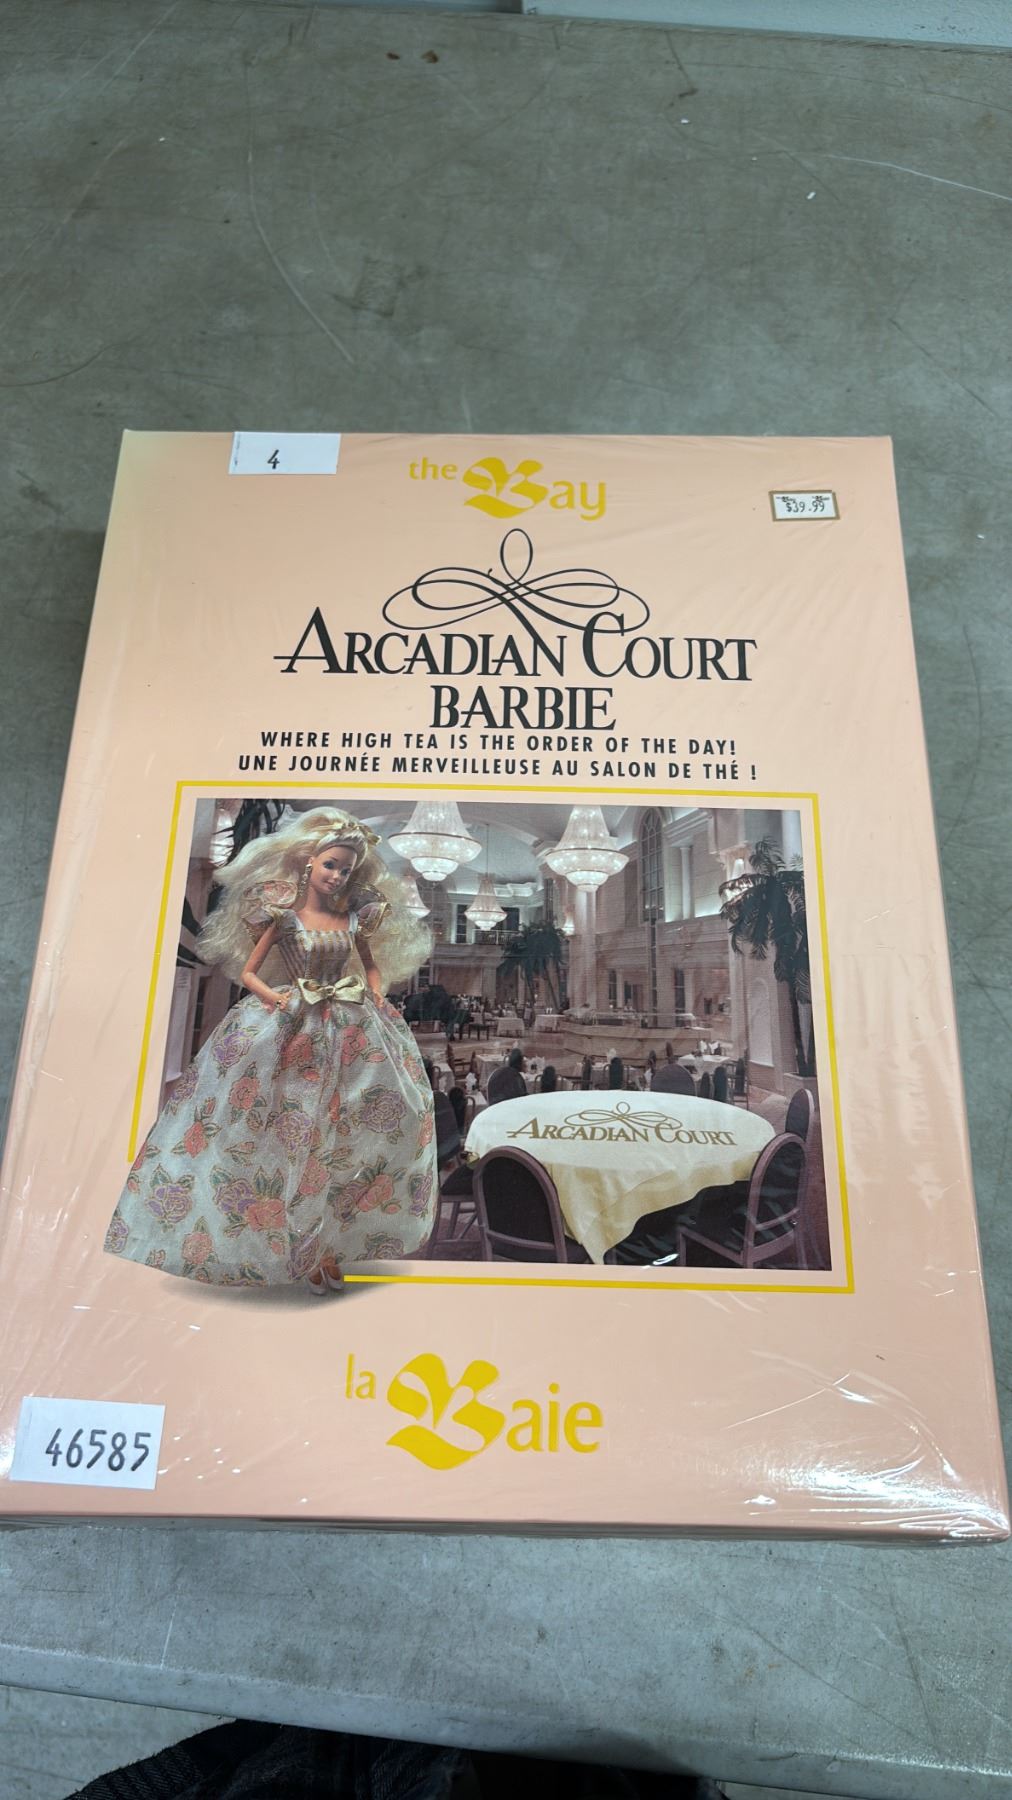 4
the Bay
$39.99
ARCADIAN COURT
BARBIE
WHERE HIGH TEA IS THE ORDER OF THE DAY!
UNE JOURNÉE MERVEILLEUSE AU SALON DE THÉ !
ARCADIAN COURT
la Baie
46585